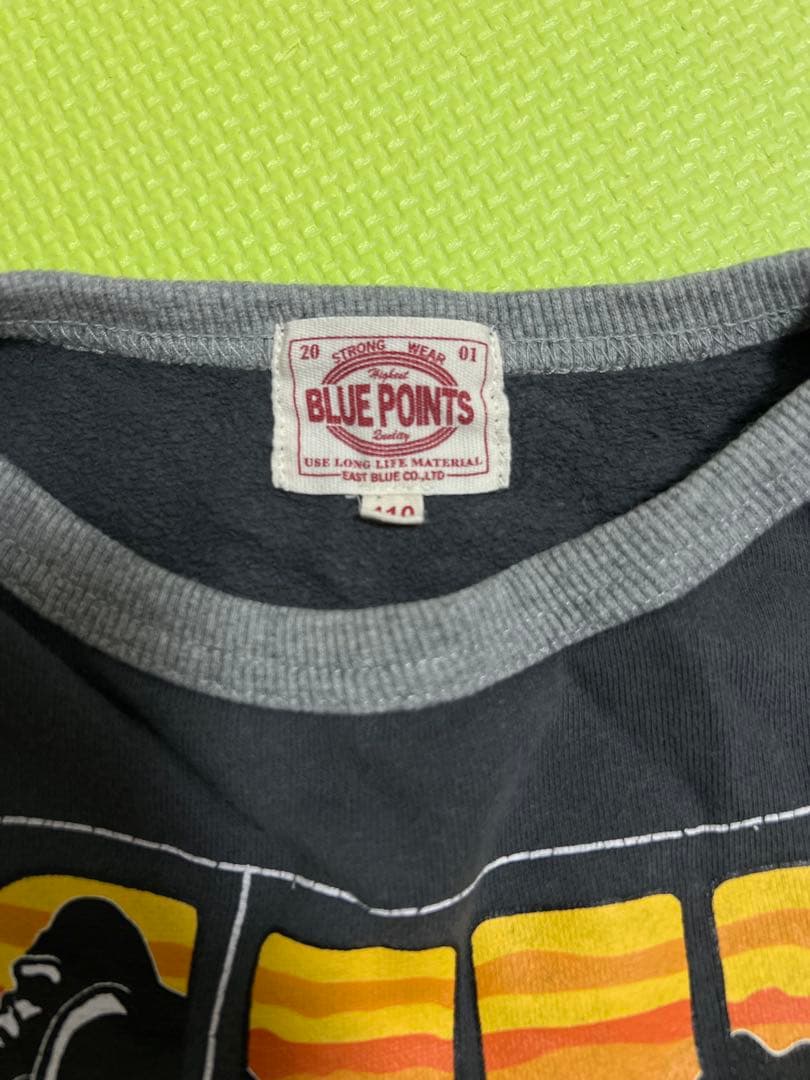 20 STRONG WEAR 01
Highest
BLUE POINTS
Quality
USE LONG LIFE MATERIAL
EAST BLUE CO.,LTD
110